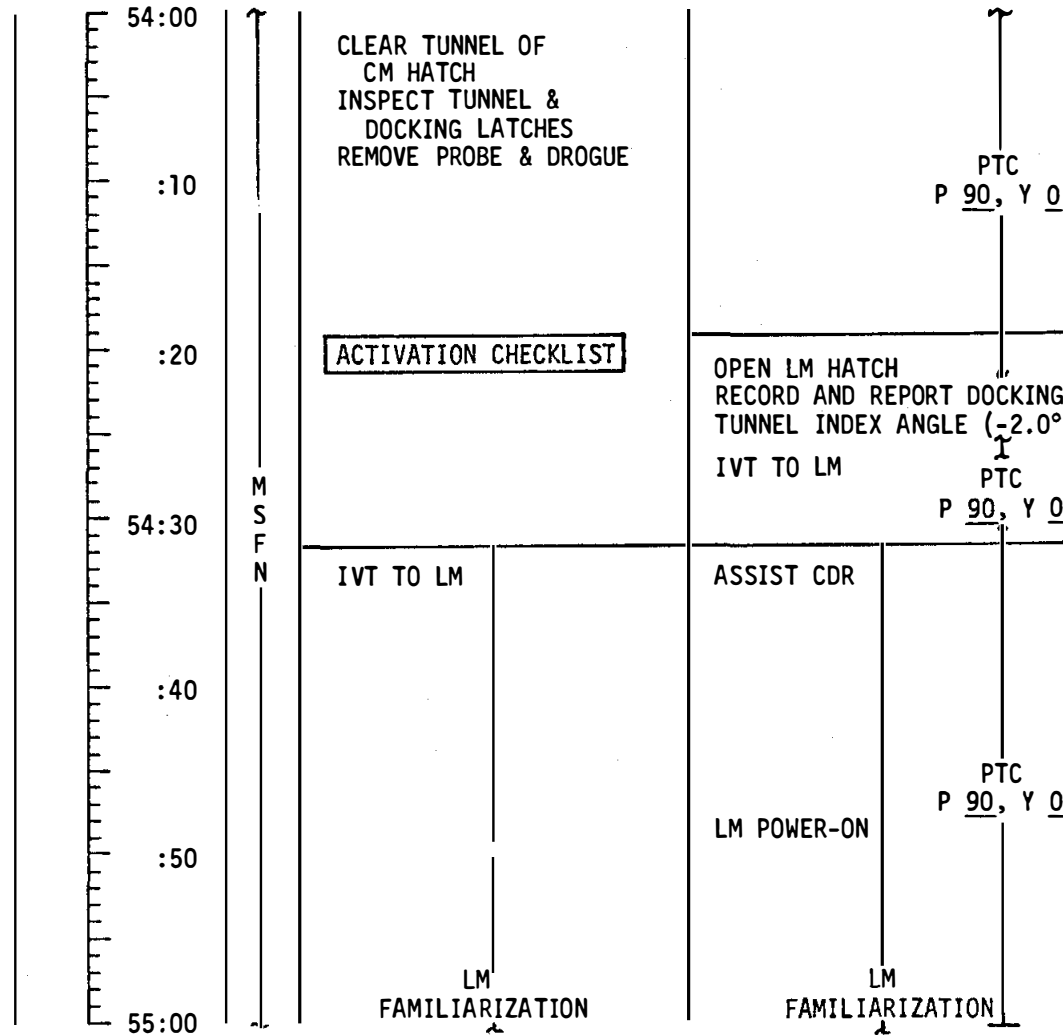 54:00
:10
:20
54:30
:40
:50
55:00
M
S
F
N
CLEAR TUNNEL OF
CM HATCH
INSPECT TUNNEL &
DOCKING LATCHES
REMOVE PROBE & DROGUE
ACTIVATION CHECKLIST
IVT TO LM
LM
FAMILIARIZATION
PTC
P 90, Y 0
OPEN LM HATCH
RECORD AND REPORT DOCKING
TUNNEL INDEX ANGLE (-2.0°
IVT TO LM
PTC
P 90, Y 0
ASSIST CDR
PTC
P 90, Y 0
LM POWER-ON
LM
FAMILIARIZATION